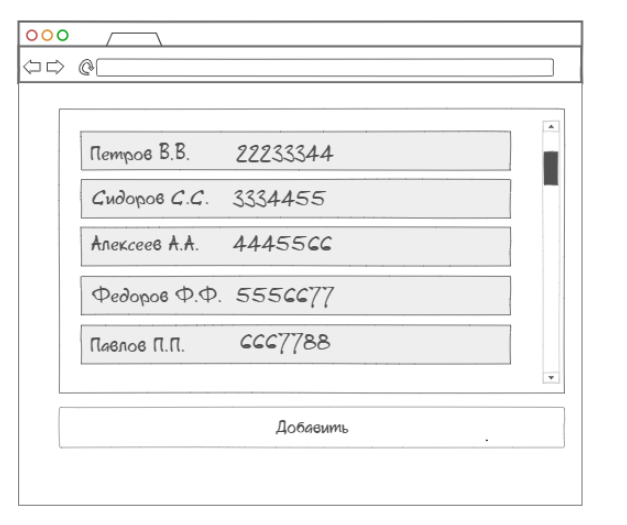 Петров В.В. 22233344
Сидоров С.С. 3334455
Алексеев А.А. 4445566
Федоров Ф.Ф. 5556677
Павлов П.П. 6667788
Добавить